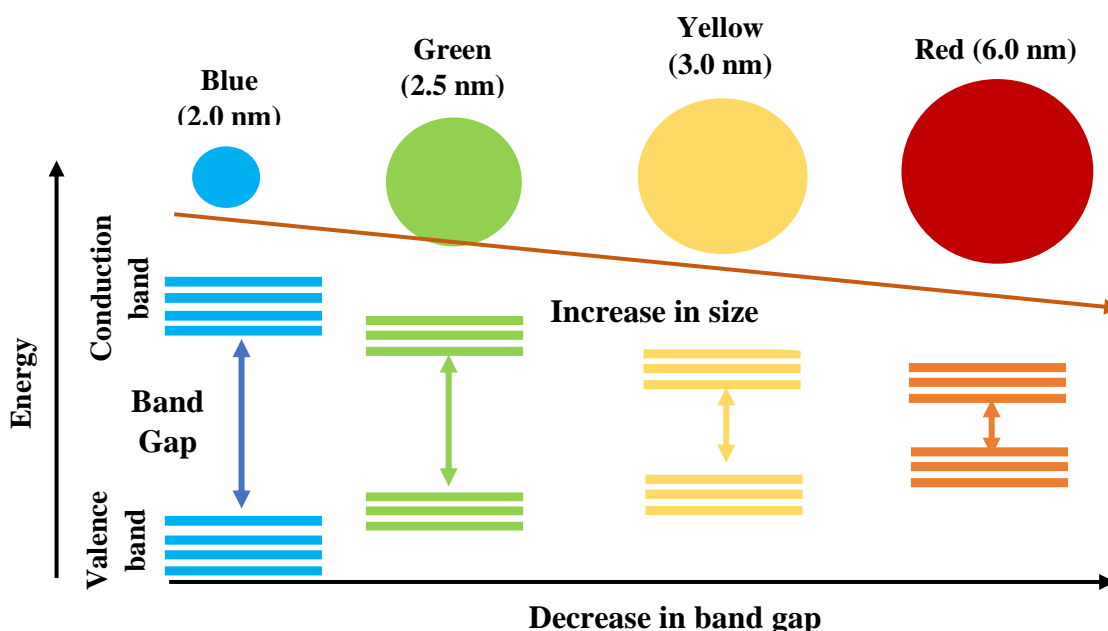 Yellow
(3.0 nm)
Green
(2.5 nm)
Red (6.0 nm)
Blue
(2.0 nm)
Energy
Conduction
band
Increase in size
Band
Gap
Valence
band
Decrease in band gap